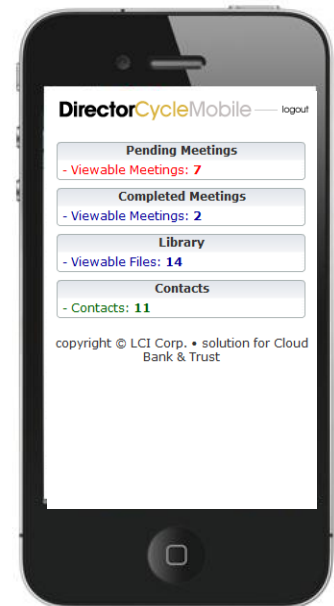 DirectorCycleMobile — logout
Pending Meetings
- Viewable Meetings: 7
Completed Meetings
- Viewable Meetings: 2
Library
- Viewable Files: 14
Contacts
- Contacts: 11
copyright © LCI Corp. • solution for Cloud
Bank & Trust